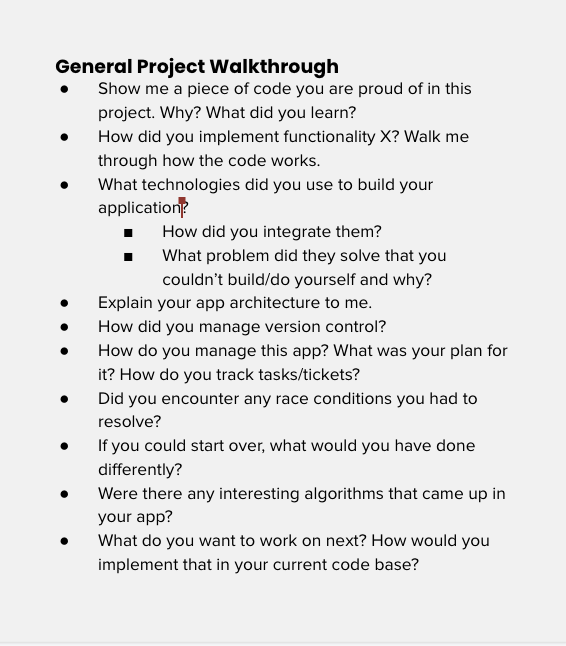 General Project Walkthrough
● Show me a piece of code you are proud of in this
project. Why? What did you learn?
● How did you implement functionality X? Walk me
through how the code works.
● What technologies did you use to build your
application?
■ How did you integrate them?
■ What problem did they solve that you
couldn’t build/do yourself and why?
● Explain your app architecture to me.
● How did you manage version control?
● How do you manage this app? What was your plan for
it? How do you track tasks/tickets?
● Did you encounter any race conditions you had to
resolve?
● If you could start over, what would you have done
differently?
● Were there any interesting algorithms that came up in
your app?
● What do you want to work on next? How would you
implement that in your current code base?